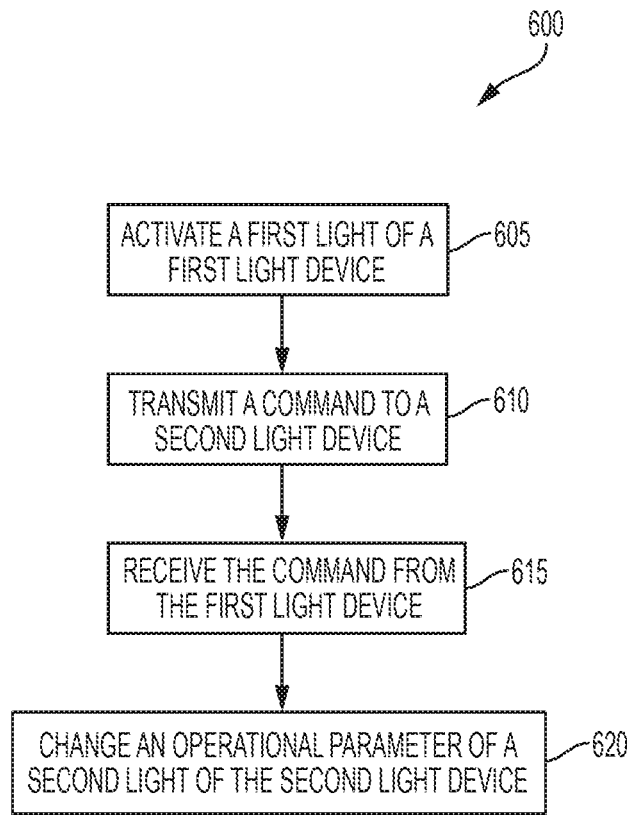 600
ACTIVATE A FIRST LIGHT OF A
FIRST LIGHT DEVICE
605
TRANSMIT A COMMAND TO A
SECOND LIGHT DEVICE
610
RECEIVE THE COMMAND FROM
THE FIRST LIGHT DEVICE
615
CHANGE AN OPERATIONAL PARAMETER OF A
SECOND LIGHT OF THE SECOND LIGHT DEVICE
620